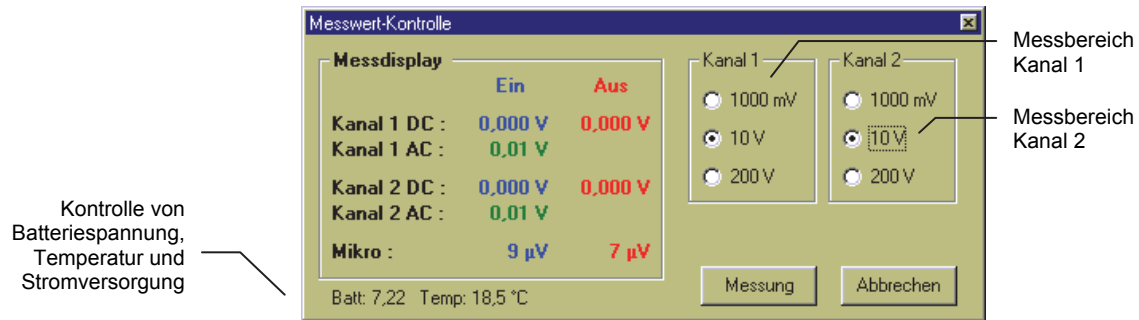 Messwert-Kontrolle
Messdisplay
Ein Aus
Kanal 1 DC : 0,000 V 0,000 V
Kanal 1 AC : 0,01 V
Kanal 2 DC : 0,000 V 0,000 V
Kanal 2 AC : 0,01 V
Mikro : 9 µV 7 µV
Batt: 7,22 Temp: 18,5 °C
Kanal 1
1000 mV
10 V
200 V
Kanal 2
1000 mV
10 V
200 V
Messung
Abbrechen
Messbereich
Kanal 1
Messbereich
Kanal 2
Kontrolle von
Batteriespannung,
Temperatur und
Stromversorgung